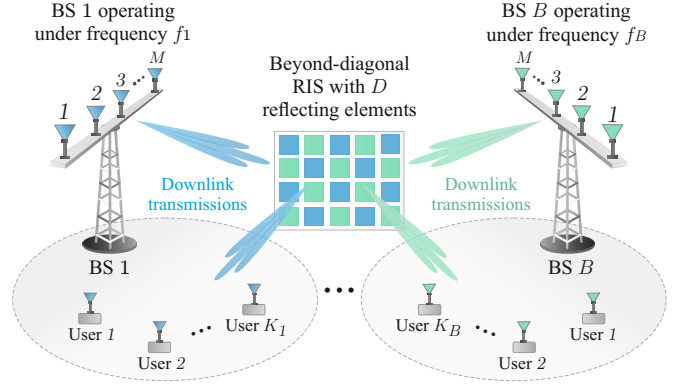 BS 1 operating
under frequency f1
1
2
3
M
Beyond-diagonal
RIS with D
reflecting elements
BS B operating
under frequency fB
M
3
2
1
Downlink
transmissions
Downlink
transmissions
BS 1
BS B
User 1
User 2
User K1
User KB
User 2
User 1